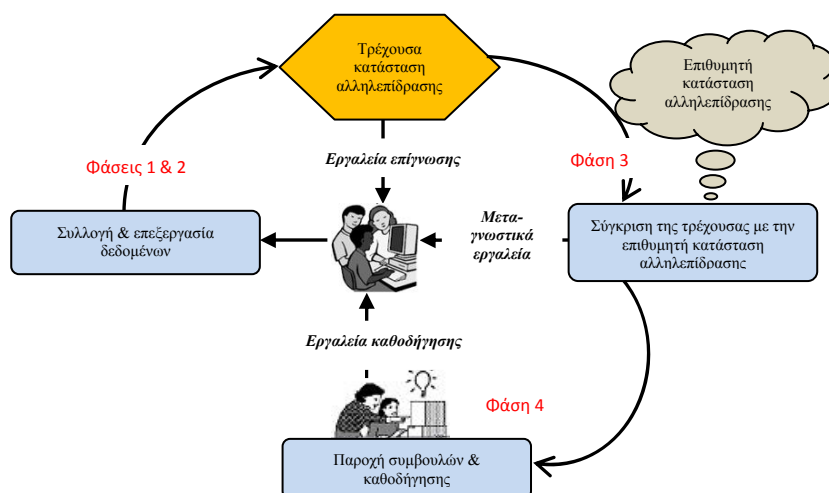 Τρέχουσα
κατάσταση
αλληλεπίδρασης
Επιθυμητή
κατάσταση
αλληλεπίδρασης
Εργαλεία επίγνωσης
Φάσεις 1 & 2
Φάση 3
Συλλογή & επεξεργασία
δεδομένων
Μετα-
γνωστικά
εργαλεία
Σύγκριση της τρέχουσας με την
επιθυμητή κατάσταση
αλληλεπίδρασης
Εργαλεία καθοδήγησης
Φάση 4
Παροχή συμβουλών &
καθοδήγησης